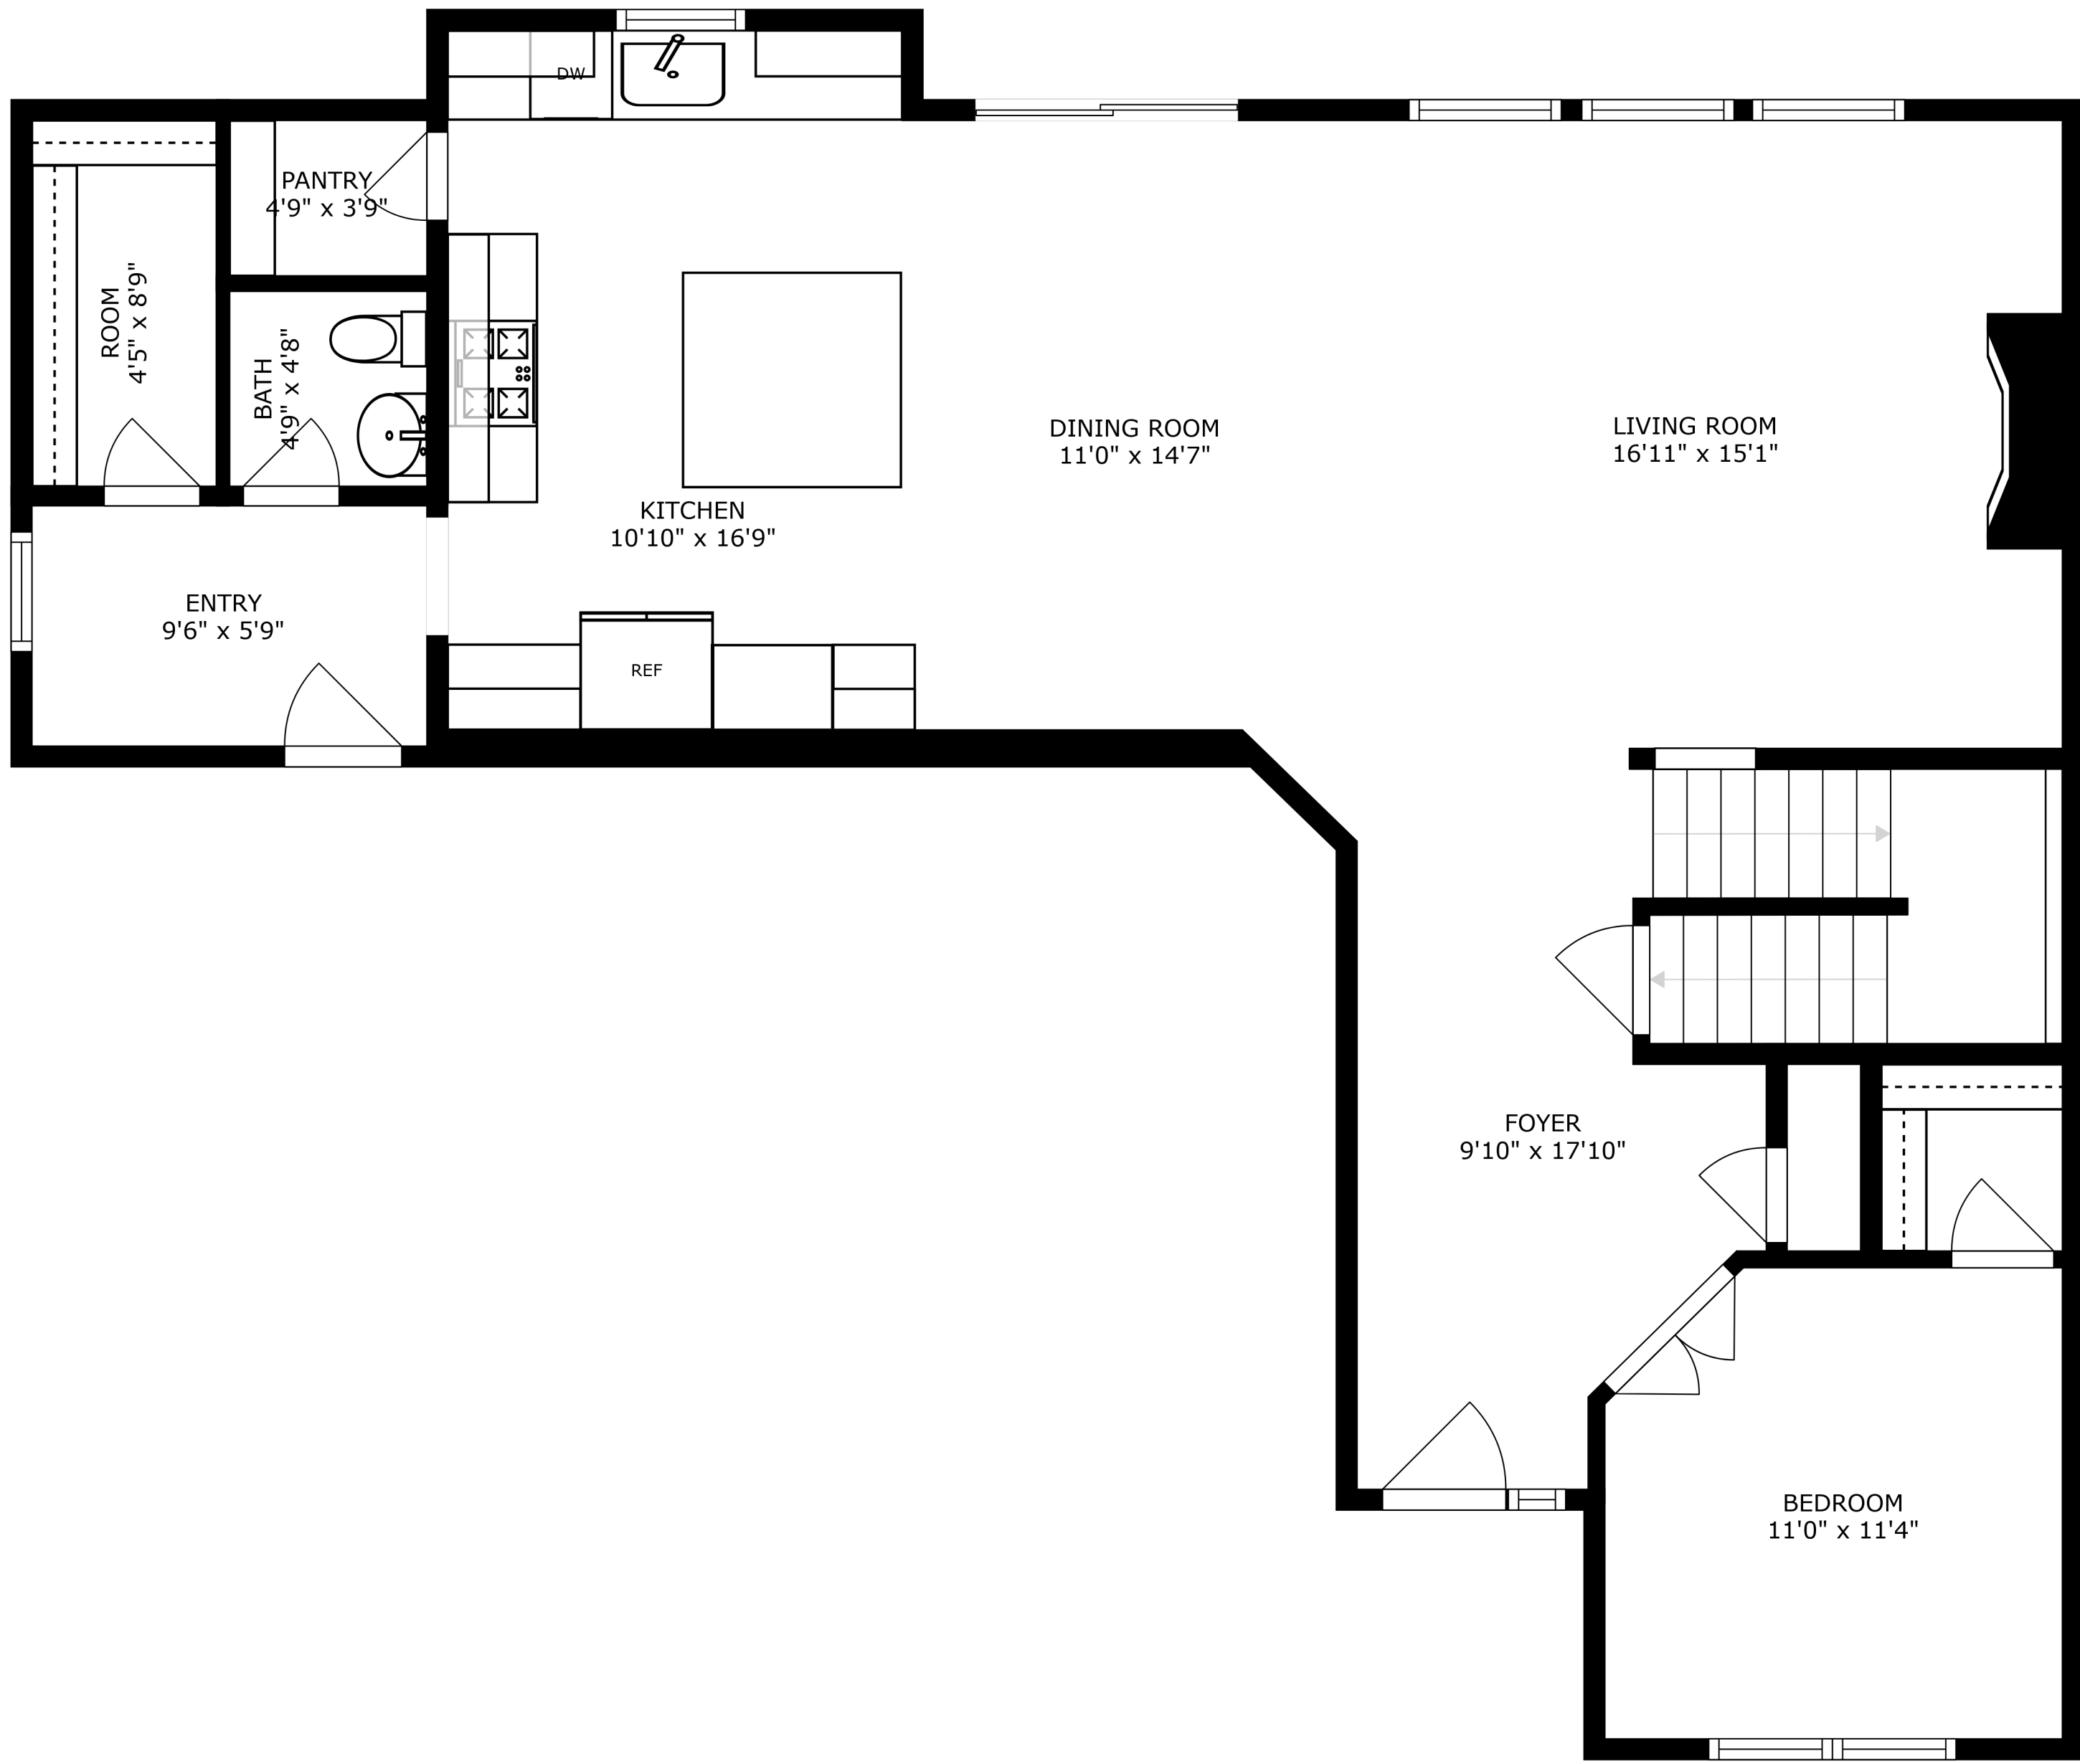 DW
PANTRY
4'9" x 3'9"
ROOM
4'5" x 8'9"
BATH
4'9" x 4'8"
DINING ROOM
11'0" x 14'7"
LIVING ROOM
16'11" x 15'1"
KITCHEN
10'10" x 16'9"
ENTRY
9'6" x 5'9"
REF
FOYER
9'10" x 17'10"
BEDROOM
11'0" x 11'4"